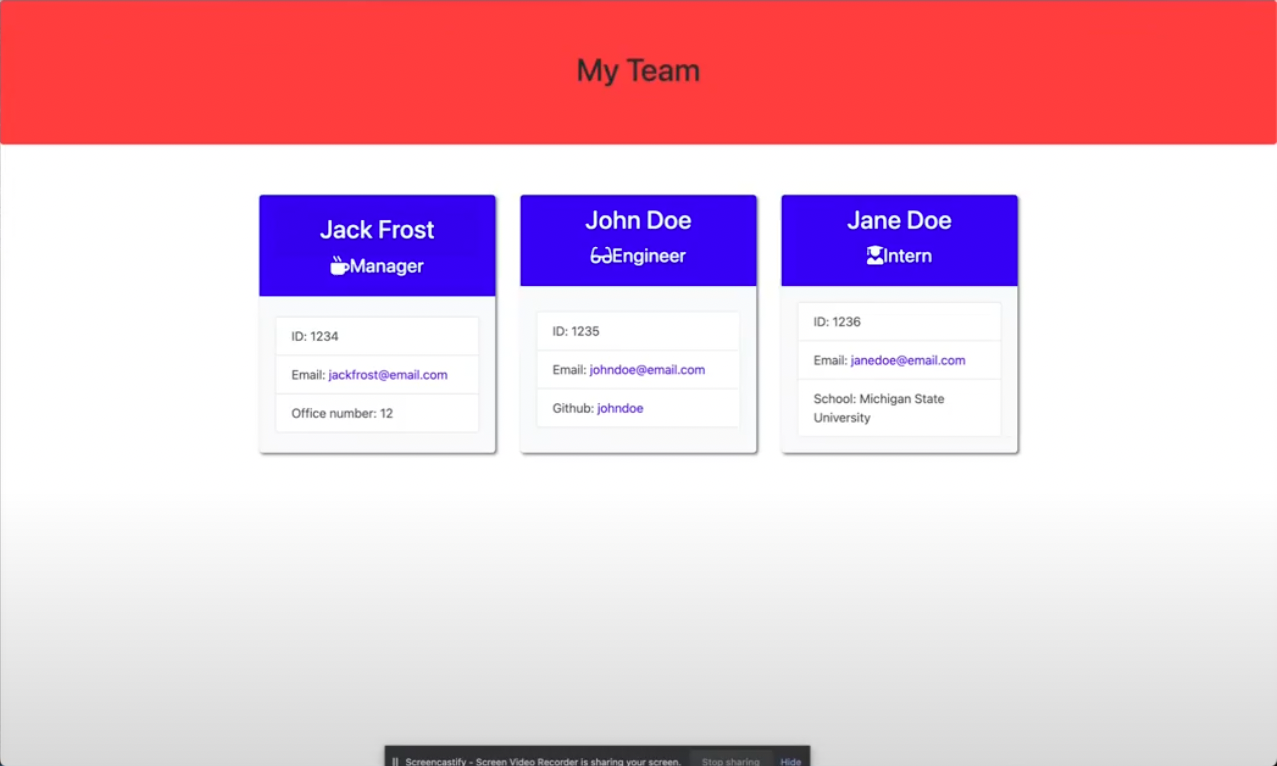 My Team
Jack Frost
Manager
ID: 1234
Email: jackfrost@email.com
Office number: 12
John Doe
Engineer
ID: 1235
Email: johndoe@email.com
Github: johndoe
Jane Doe
Intern
ID: 1236
Email: janedoe@email.com
School: Michigan State
University
Screencastify - Screen Video Recorder is sharing your screen.
Stop sharing
Hide